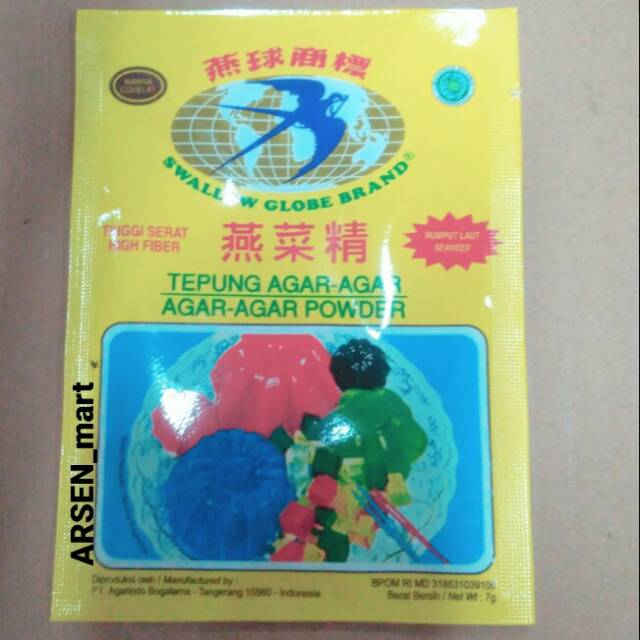 燕球商標
WARNA
COKELAT
SWALLOW GLOBE BRAND®
TINGGI SERAT
HIGH FIBER
燕菜精
RUMPUT LAUT
SEAWEED
TEPUNG AGAR-AGAR
AGAR-AGAR POWDER
ARSEN_mart
Diproduksi oleh / Manufactured by :
PT. Agarindo Bogatama - Tangerang 15560 - Indonesia
BPOM RI MD
Berat Bersih / Net Wt : 7g